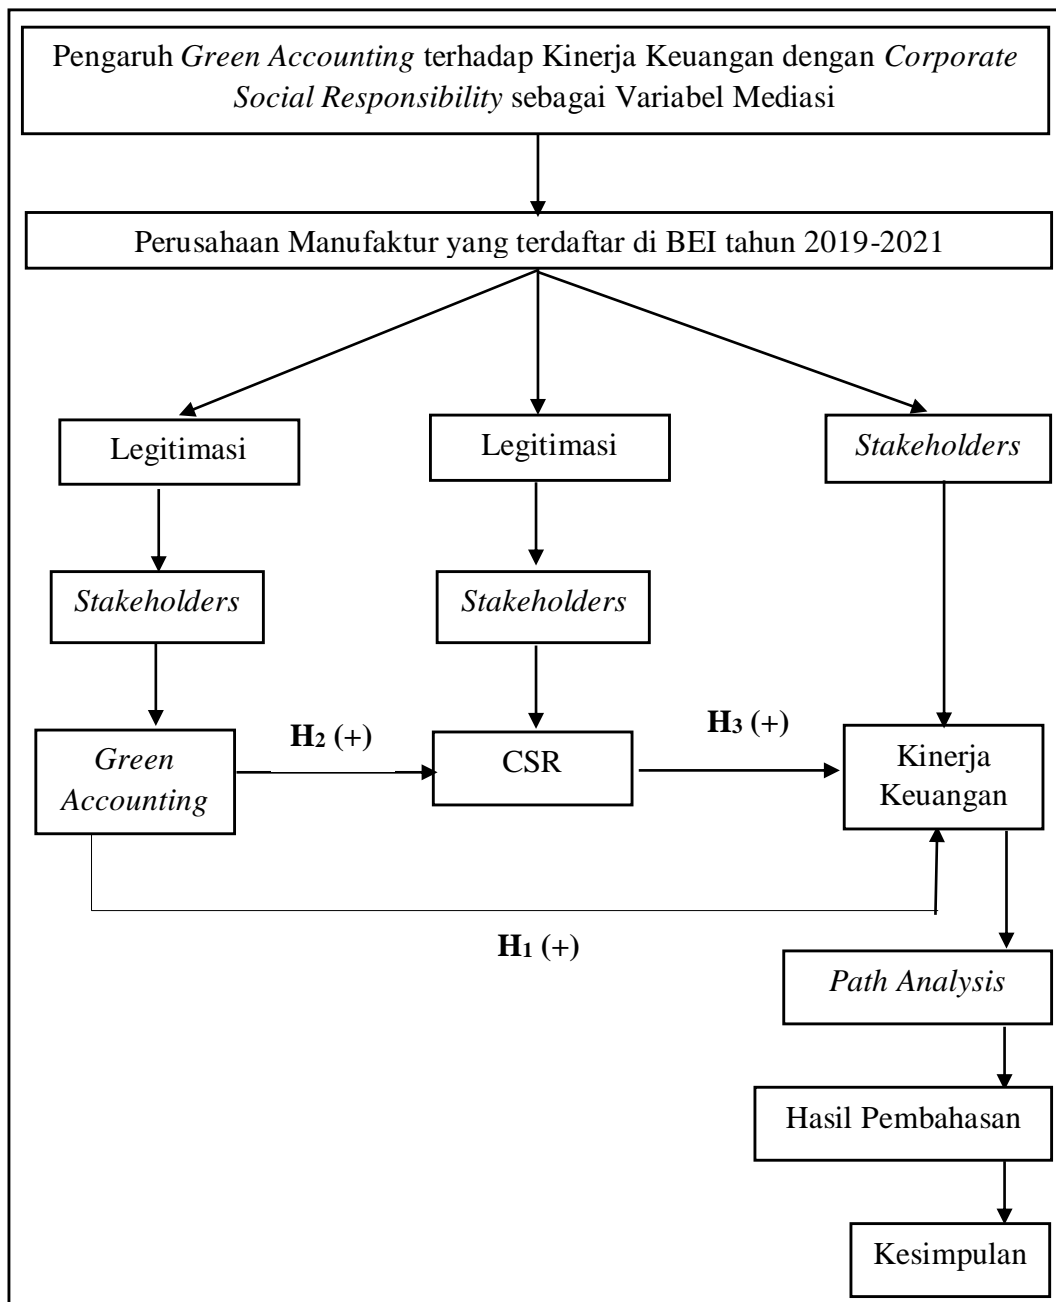 Pengaruh Green Accounting terhadap Kinerja Keuangan dengan Corporate
Social Responsibility sebagai Variabel Mediasi
Perusahaan Manufaktur yang terdaftar di BEI tahun 2019-2021
Legitimasi
Legitimasi
Stakeholders
Stakeholders
Stakeholders
H2 (+)
H3 (+)
Green
Accounting
CSR
Kinerja
Keuangan
H1 (+)
Path Analysis
Hasil Pembahasan
Kesimpulan